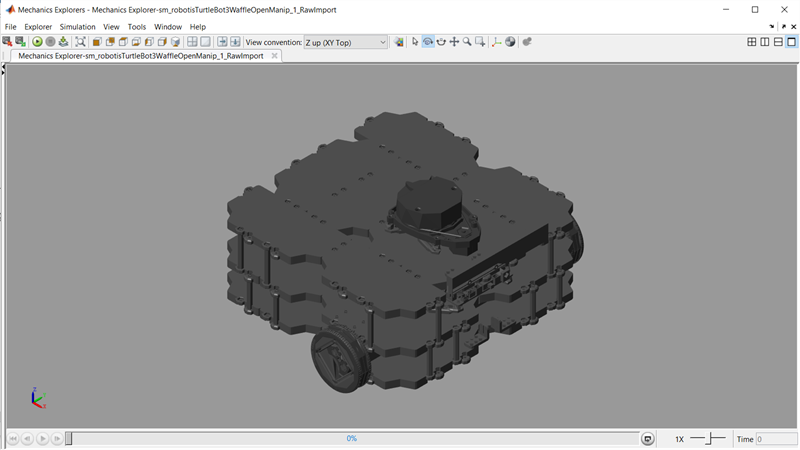 Mechanics Explorers - Mechanics Explorer-sm_robotisTurtleBot3WaffleOpenManip_1_RawImport
File Explorer Simulation View Tools Window Help
View convention: Z up (XY Top)
Mechanics Explorer-sm_robotisTurtleBot3WaffleOpenManip_1_RawImport
Z
Y
X
0%
1X
Time 0